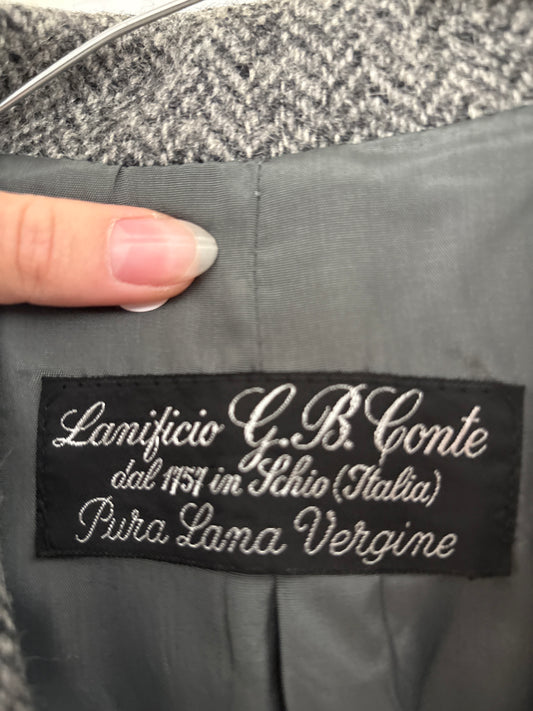 Lanificio G.B. Conte
dal 1757 in Schio (Italia)
Pura Lana Vergine